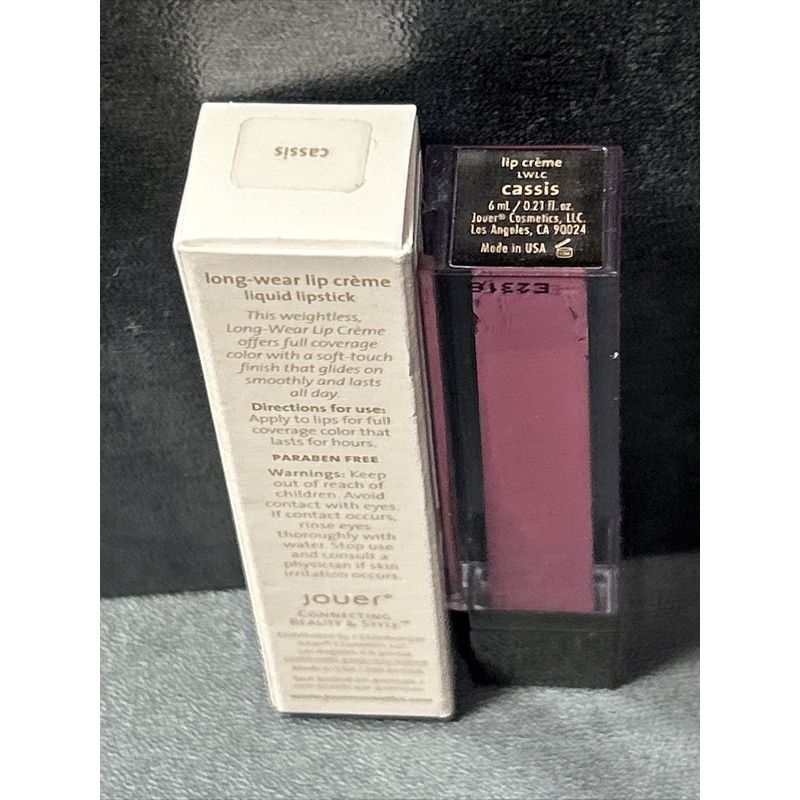 cassis
long-wear lip crème
liquid lipstick
This weightless,
Long-Wear Lip Crème
offers full coverage
color with a soft-touch
finish that glides on
smoothly and lasts
all day.
Directions for use:
Apply to lips for full
coverage color that
lasts for hours.
PARABEN FREE
Warnings: Keep
out of reach of
children. Avoid
contact with eyes.
If contact occurs,
rinse eyes
thoroughly with
water. Stop use
and consult a
physician if skin
irritation occurs.
jouer®
CONNECTING
BEAUTY & STYLE™
lip crème
LWLC
cassis
6 mL / 0.21 fl. oz.
Jouer® Cosmetics, LLC.
Los Angeles, CA 90024
Made in USA